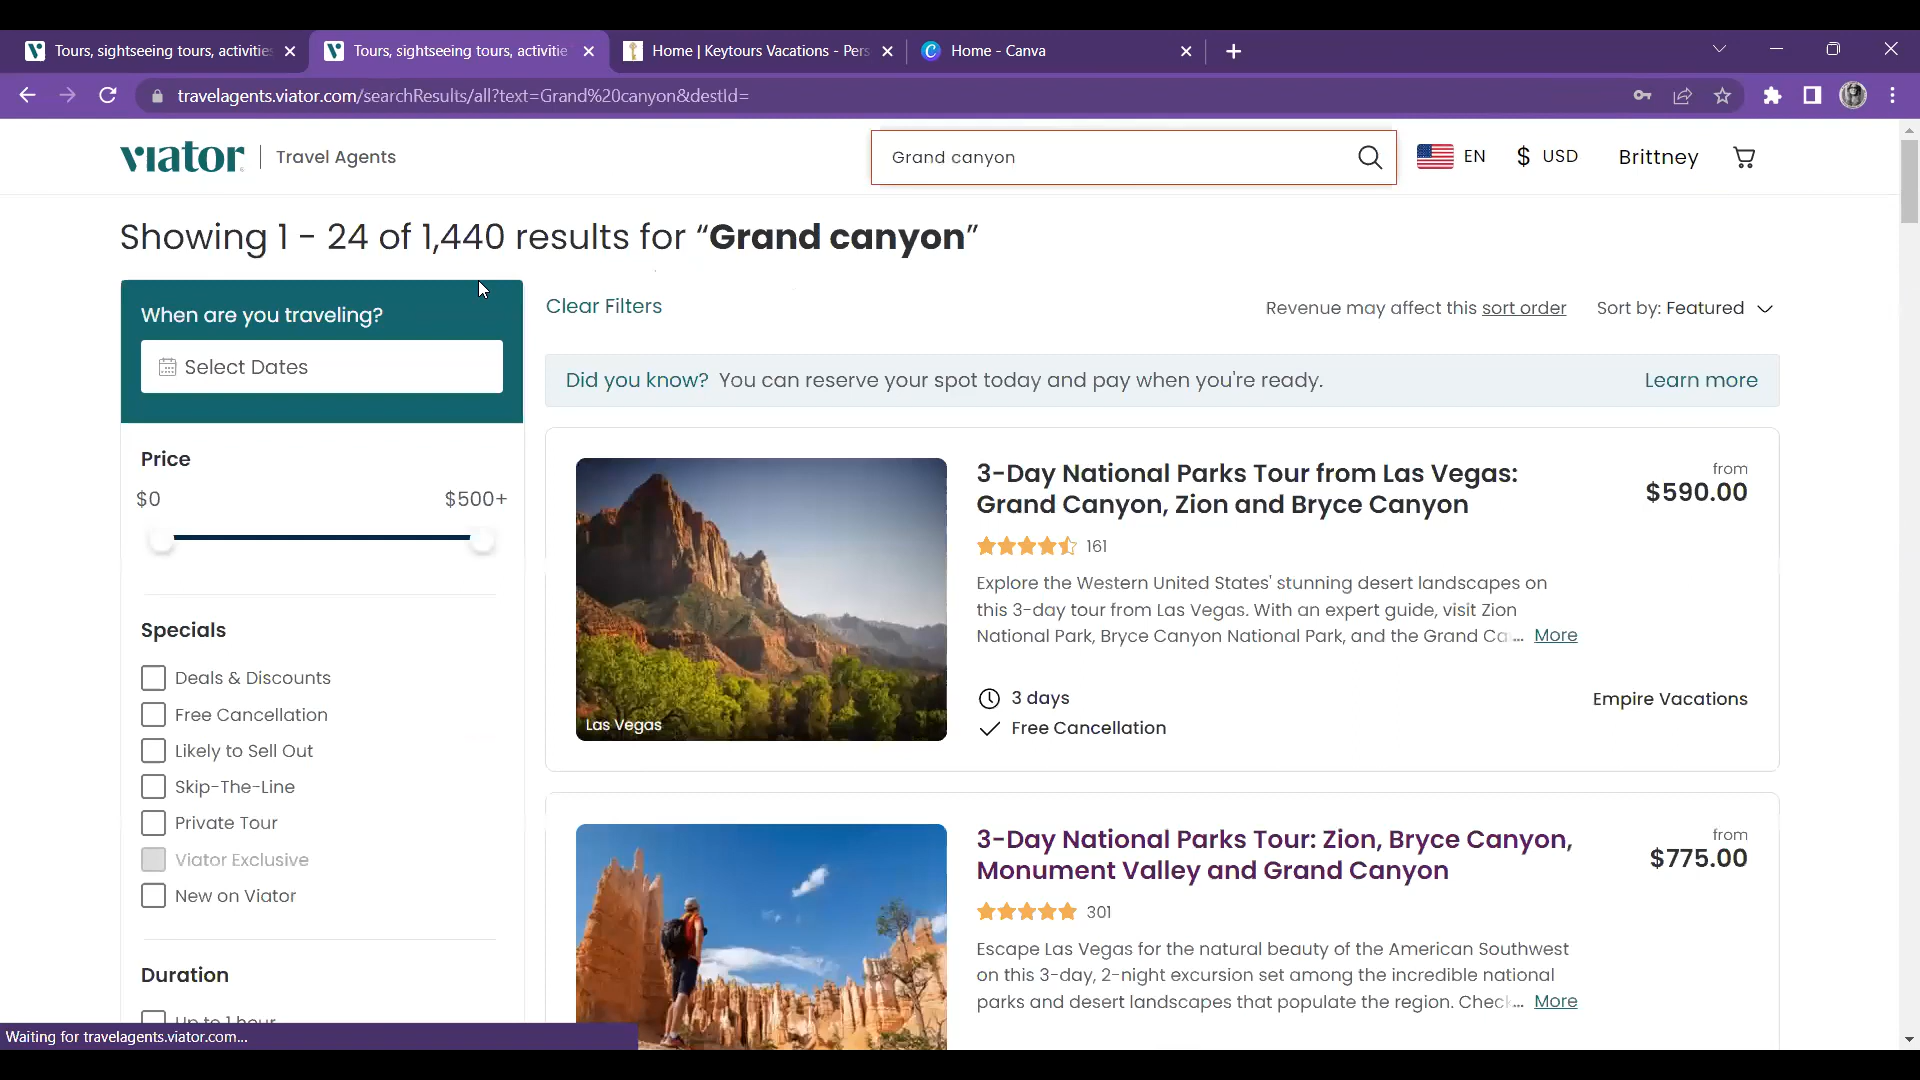 Tours, sightseeing tours, activities
Tours, sightseeing tours, activitie
Home | Keytours Vacations - Pers
Home - Canva
travelagents.viator.com/searchResults/all?text=Grand%20canyon&destId=
viator
Travel Agents
Grand canyon
EN
$ USD
Brittney
Showing 1 - 24 of 1,440 results for “Grand canyon”
When are you traveling?
Select Dates
Clear Filters
Revenue may affect this sort order
Sort by: Featured
Did you know? You can reserve your spot today and pay when you're ready.
Learn more
Price
$0
$500+
Specials
Deals & Discounts
Free Cancellation
Likely to Sell Out
Skip-The-Line
Private Tour
Viator Exclusive
New on Viator
Duration
Up to 1 hour
Las Vegas
3-Day National Parks Tour from Las Vegas:
Grand Canyon, Zion and Bryce Canyon
from
$590.00
161
Explore the Western United States' stunning desert landscapes on
this 3-day tour from Las Vegas. With an expert guide, visit Zion
National Park, Bryce Canyon National Park, and the Grand Ca... More
3 days
Free Cancellation
Empire Vacations
3-Day National Parks Tour: Zion, Bryce Canyon,
Monument Valley and Grand Canyon
from
$775.00
301
Escape Las Vegas for the natural beauty of the American Southwest
on this 3-day, 2-night excursion set among the incredible national
parks and desert landscapes that populate the region. Check... More
Waiting for travelagents.viator.com...